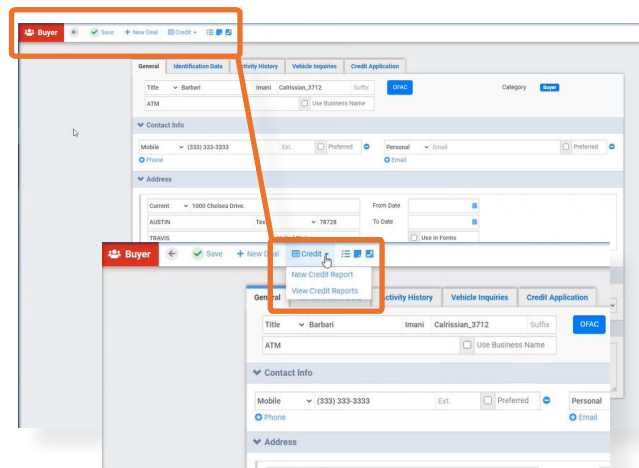 Buyer Save + New Deal Credit
General Identification Data Activity History Vehicle Inquiries Credit Application
Title Barbari Imani Calrissian_3712 Suffix OFAC Category Buyer
ATM Use Business Name
Contact Info
Mobile (333) 333-3333 Ext. Preferred Personal Email Preferred
Phone Email
Address
Current 1000 Chelsea Drive. From Date
AUSTIN 78728 To Date
TRAVIS Use in Forms
Buyer Save + New Deal Credit
New Credit Report
View Credit Reports
General Activity History Vehicle Inquiries Credit Application
Title Barbari Imani Calrissian_3712 Suffix OFAC
ATM Use Business Name
Contact Info
Mobile (333) 333-3333 Ext. Preferred Personal
Phone Email
Address